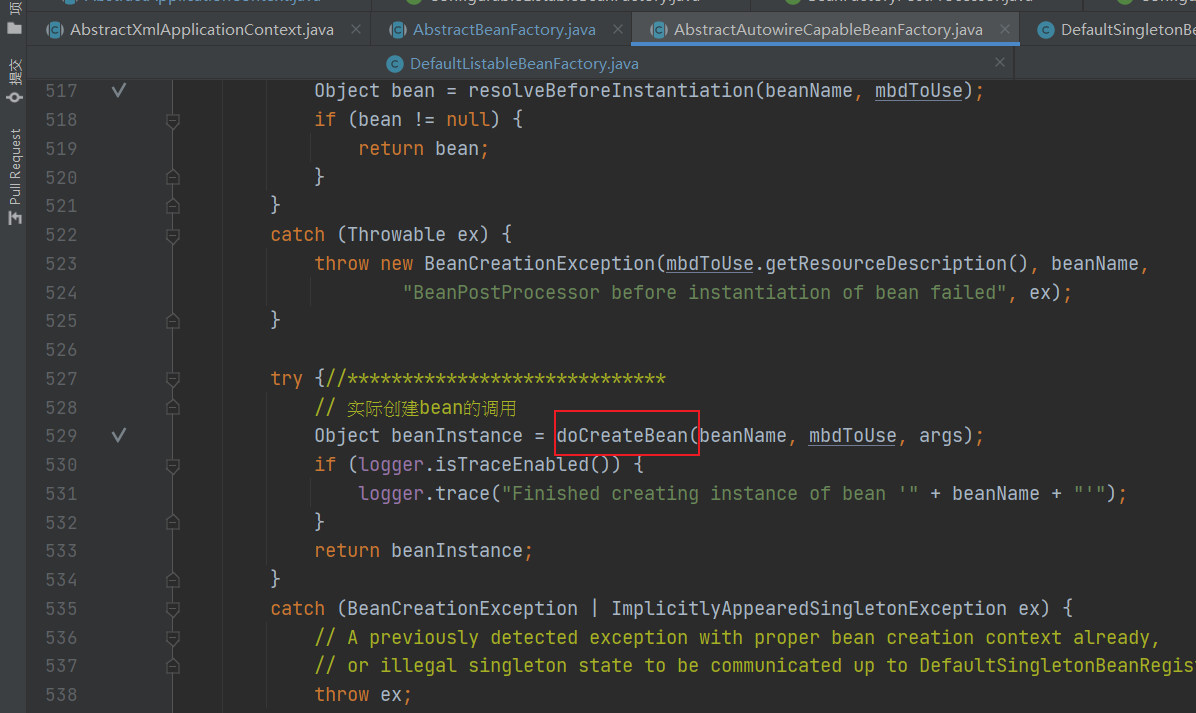 AbstractXmlApplicationContext.java
AbstractBeanFactory.java
AbstractAutowireCapableBeanFactory.java
DefaultSingletonBe
DefaultListableBeanFactory.java
提交
Pull Request
517 Object bean = resolveBeforeInstantiation(beanName, mbdToUse);
518 if (bean != null) {
519 return bean;
520 }
521 }
522 catch (Throwable ex) {
523 throw new BeanCreationException(mbdToUse.getResourceDescription(), beanName,
524 "BeanPostProcessor before instantiation of bean failed", ex);
525 }
526
527 try {//*****************************
528 // 实际创建bean的调用
529 Object beanInstance = doCreateBean(beanName, mbdToUse, args);
530 if (logger.isTraceEnabled()) {
531 logger.trace("Finished creating instance of bean '" + beanName + "'");
532 }
533 return beanInstance;
534 }
535 catch (BeanCreationException | ImplicitlyAppearedSingletonException ex) {
536 // A previously detected exception with proper bean creation context already,
537 // or illegal singleton state to be communicated up to DefaultSingletonBeanRegis
538 throw ex;